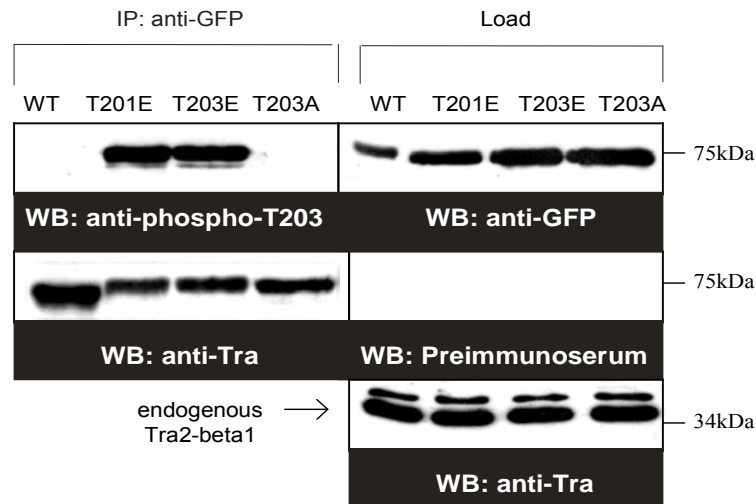 IP: anti-GFP Load
WT T201E T203E T203A WT T201E T203E T203A
75kDa
WB: anti-phospho-T203 WB: anti-GFP
75kDa
WB: anti-Tra WB: Preimmunoserum
endogenous
Tra2-beta1
34kDa
WB: anti-Tra